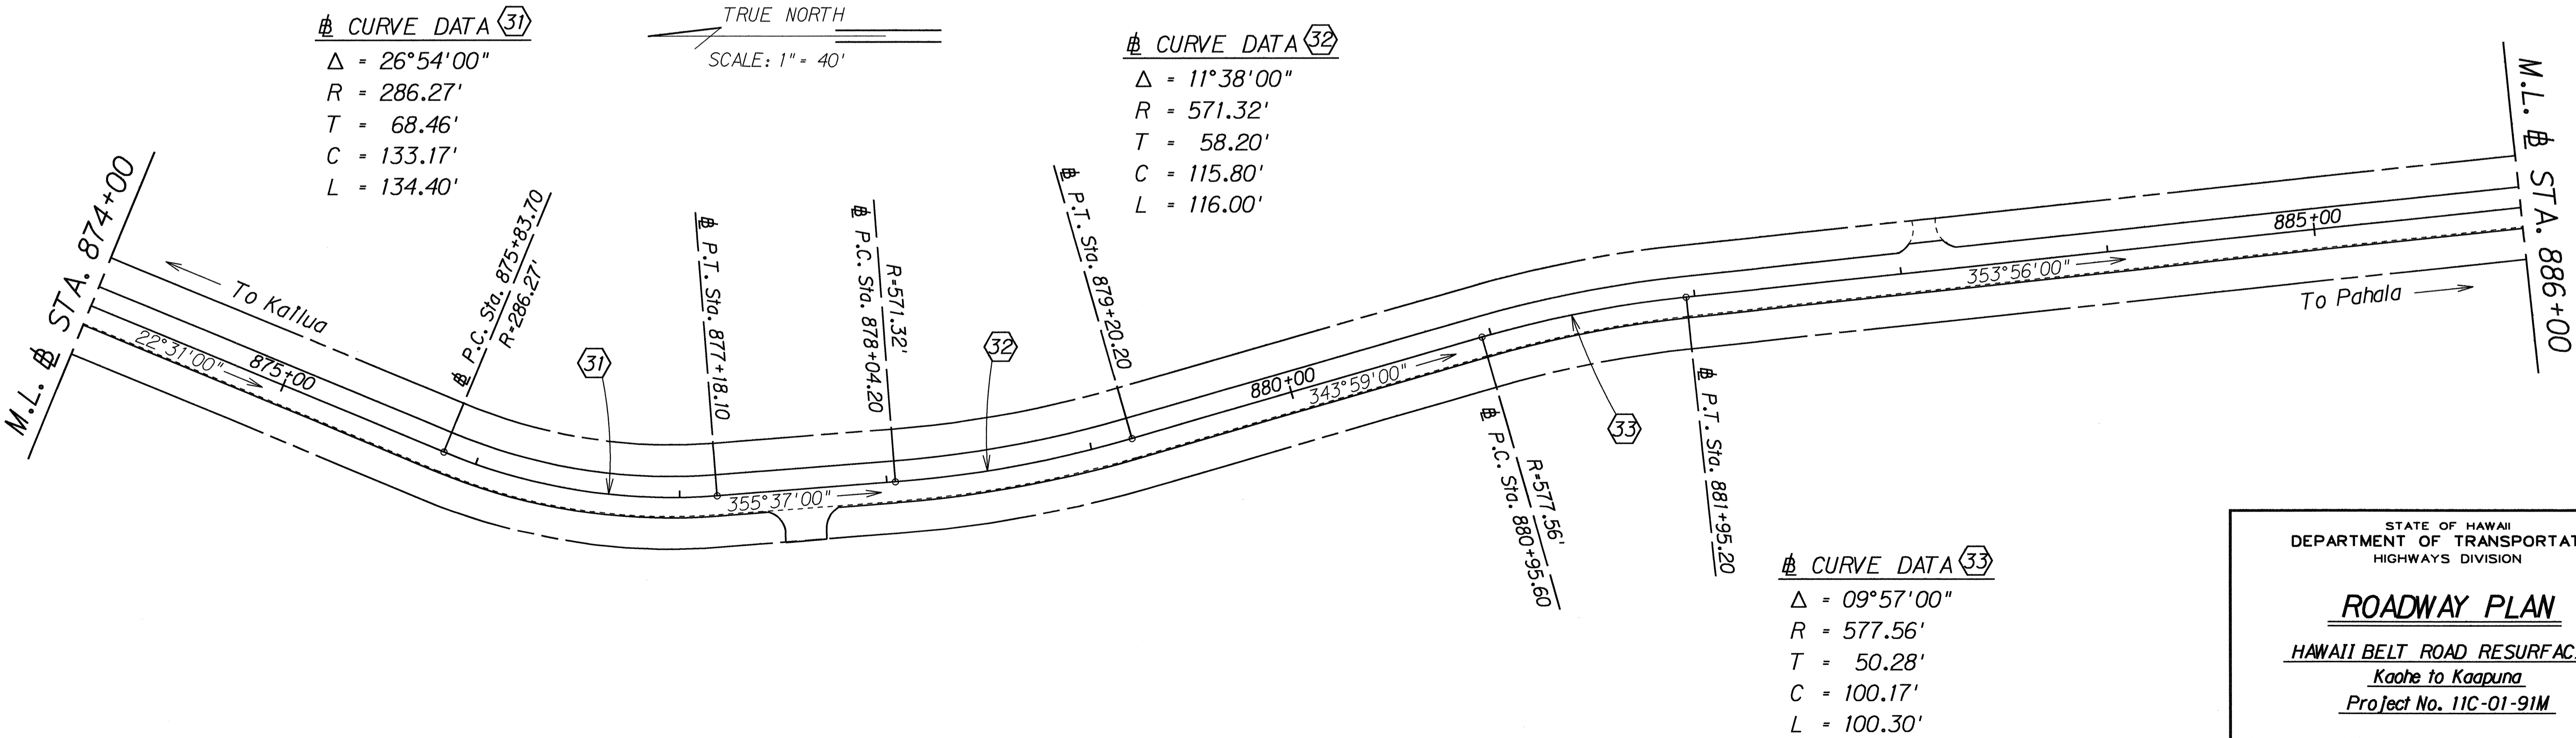 TRUE NORTH
SCALE: 1" = 40'
B CURVE DATA 31
Δ = 26°54'00"
R = 286.27'
T = 68.46'
C = 133.17'
L = 134.40'
B CURVE DATA 32
Δ = 11°38'00"
R = 571.32'
T = 58.20'
C = 115.80'
L = 116.00'
M.L. B STA. 874+00
To Kailua
22°31'00"
875+00
B P.C. Sta. 875+83.70
R=286.27'
31
B P.T. Sta. 877+18.10
355°37'00"
R=571.32'
B P.C. Sta. 878+04.20
32
B P.T. Sta. 879+20.20
880+00
343°59'00"
R=577.56'
B P.C. Sta. 880+95.60
33
B P.T. Sta. 881+95.20
353°56'00"
885+00
To Pahala
M.L. B STA. 886+00
B CURVE DATA 33
Δ = 09°57'00"
R = 577.56'
T = 50.28'
C = 100.17'
L = 100.30'
STATE OF HAWAII
DEPARTMENT OF TRANSPORTAT
HIGHWAYS DIVISION
ROADWAY PLAN
HAWAII BELT ROAD RESURFAC
Kaohe to Kaapuna
Project No. 11C-01-91M